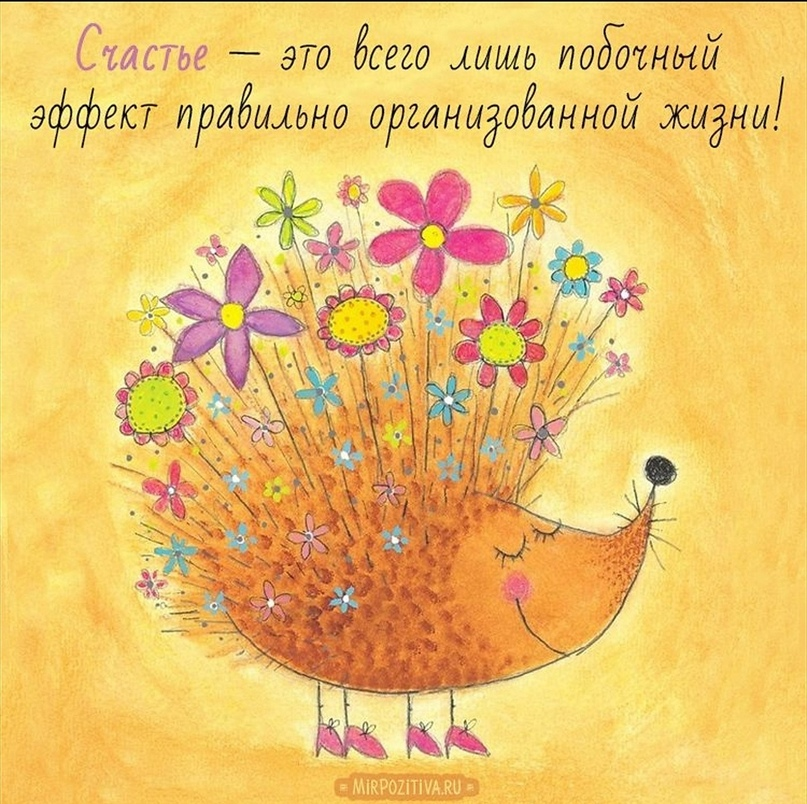 Счастье – это всего лишь побочный
эффект правильно организованной жизни!
= MIRPOZITIVA.RU =